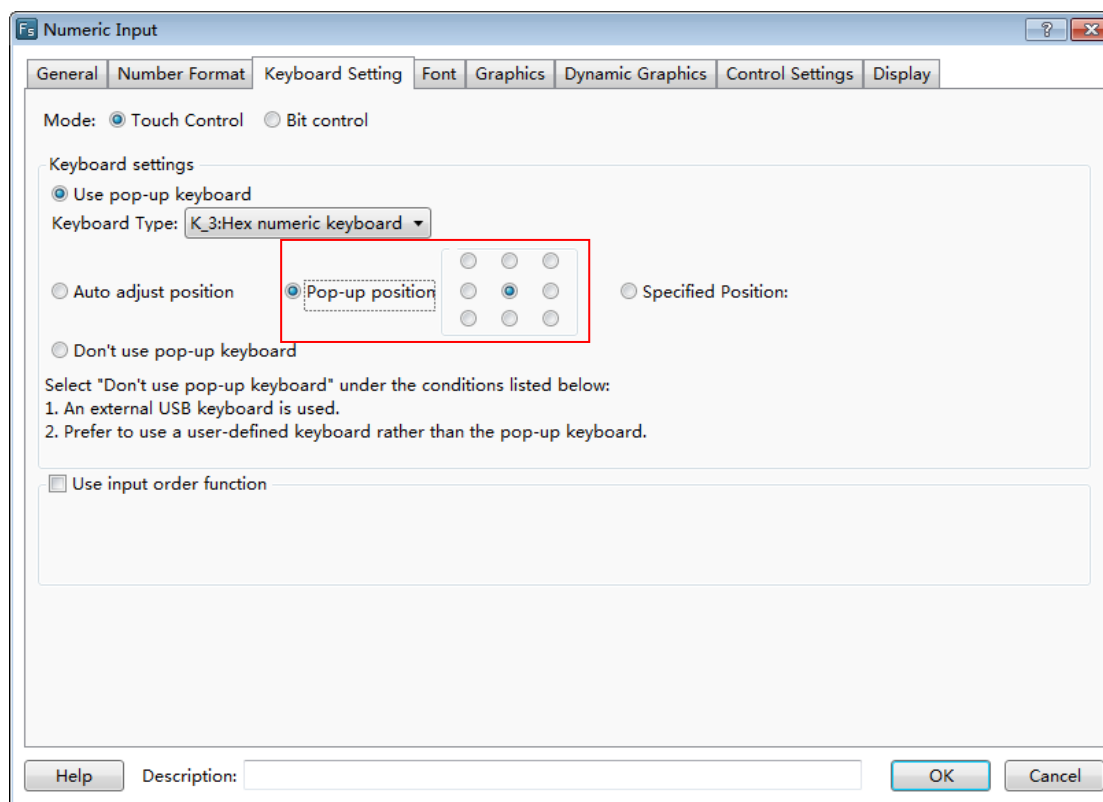 Fs Numeric Input
General Number Format Keyboard Setting Font Graphics Dynamic Graphics Control Settings Display
Mode: Touch Control Bit control
Keyboard settings
Use pop-up keyboard
Keyboard Type: K_3:Hex numeric keyboard
Auto adjust position Pop-up position Specified Position:
Don't use pop-up keyboard
Select "Don't use pop-up keyboard" under the conditions listed below:
1. An external USB keyboard is used.
2. Prefer to use a user-defined keyboard rather than the pop-up keyboard.
Use input order function
Help Description: OK Cancel